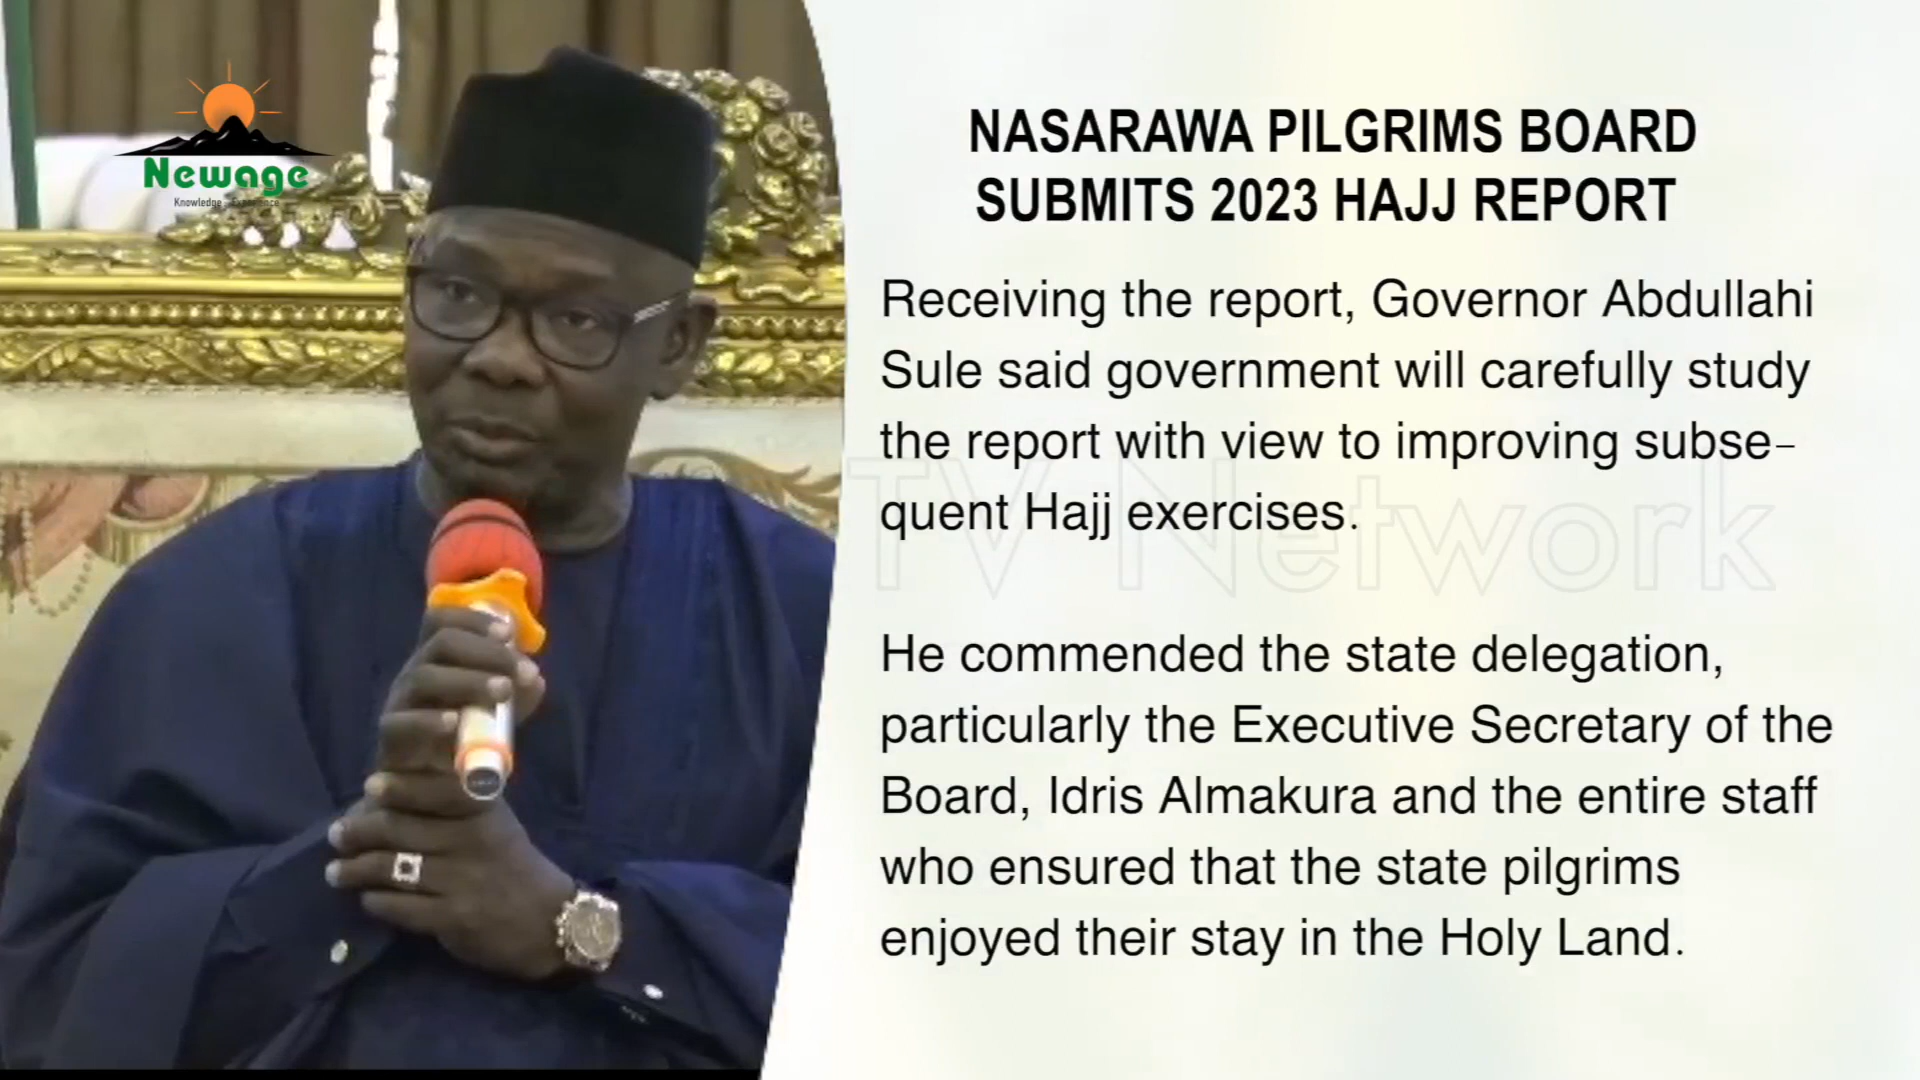 Newage
Knowledge
NASARAWA PILGRIMS BOARD
SUBMITS 2023 HAJJ REPORT
Receiving the report, Governor Abdullahi
Sule said government will carefully study
the report with view to improving subse-
quent Hajj exercises.
TV Network
He commended the state delegation,
particularly the Executive Secretary of the
Board, Idris Almakura and the entire staff
who ensured that the state pilgrims
enjoyed their stay in the Holy Land.